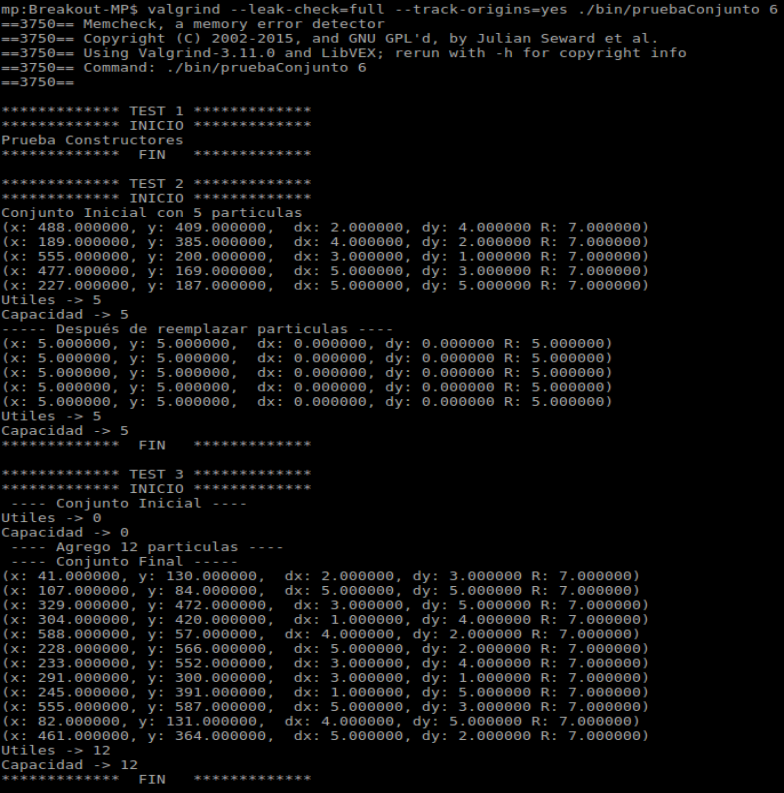 mp:Breakout-MP$ valgrind --leak-check=full --track-origins=yes ./bin/pruebaConjunto 6
==3750== Memcheck, a memory error detector
==3750== Copyright (C) 2002-2015, and GNU GPL'd, by Julian Seward et al.
==3750== Using Valgrind-3.11.0 and LibVEX; rerun with -h for copyright info
==3750== Command: ./bin/pruebaConjunto 6
==3750==
************* TEST 1 *************
************* INICIO *************
Prueba Constructores
*************  FIN   *************
************* TEST 2 *************
************* INICIO *************
Conjunto Inicial con 5 particulas
(x: 488.000000, y: 409.000000,  dx: 2.000000, dy: 4.000000 R: 7.000000)
(x: 189.000000, y: 385.000000,  dx: 4.000000, dy: 2.000000 R: 7.000000)
(x: 555.000000, y: 200.000000,  dx: 3.000000, dy: 1.000000 R: 7.000000)
(x: 477.000000, y: 169.000000,  dx: 5.000000, dy: 3.000000 R: 7.000000)
(x: 227.000000, y: 187.000000,  dx: 5.000000, dy: 5.000000 R: 7.000000)
Utiles -> 5
Capacidad -> 5
----- Después de reemplazar particulas ----
(x: 5.000000, y: 5.000000,  dx: 0.000000, dy: 0.000000 R: 5.000000)
(x: 5.000000, y: 5.000000,  dx: 0.000000, dy: 0.000000 R: 5.000000)
(x: 5.000000, y: 5.000000,  dx: 0.000000, dy: 0.000000 R: 5.000000)
(x: 5.000000, y: 5.000000,  dx: 0.000000, dy: 0.000000 R: 5.000000)
(x: 5.000000, y: 5.000000,  dx: 0.000000, dy: 0.000000 R: 5.000000)
Utiles -> 5
Capacidad -> 5
*************  FIN   *************
************* TEST 3 *************
************* INICIO *************
 ---- Conjunto Inicial ----
Utiles -> 0
Capacidad -> 0
 ---- Agrego 12 particulas ----
 ---- Conjunto Final -----
(x: 41.000000, y: 130.000000,  dx: 2.000000, dy: 3.000000 R: 7.000000)
(x: 107.000000, y: 84.000000,  dx: 5.000000, dy: 5.000000 R: 7.000000)
(x: 329.000000, y: 472.000000,  dx: 3.000000, dy: 5.000000 R: 7.000000)
(x: 304.000000, y: 420.000000,  dx: 1.000000, dy: 4.000000 R: 7.000000)
(x: 588.000000, y: 57.000000,  dx: 4.000000, dy: 2.000000 R: 7.000000)
(x: 228.000000, y: 566.000000,  dx: 5.000000, dy: 2.000000 R: 7.000000)
(x: 233.000000, y: 552.000000,  dx: 3.000000, dy: 4.000000 R: 7.000000)
(x: 291.000000, y: 300.000000,  dx: 3.000000, dy: 1.000000 R: 7.000000)
(x: 245.000000, y: 391.000000,  dx: 1.000000, dy: 5.000000 R: 7.000000)
(x: 555.000000, y: 587.000000,  dx: 5.000000, dy: 3.000000 R: 7.000000)
(x: 82.000000, y: 131.000000,  dx: 4.000000, dy: 5.000000 R: 7.000000)
(x: 461.000000, y: 364.000000,  dx: 5.000000, dy: 2.000000 R: 7.000000)
Utiles -> 12
Capacidad -> 12
*************  FIN   *************